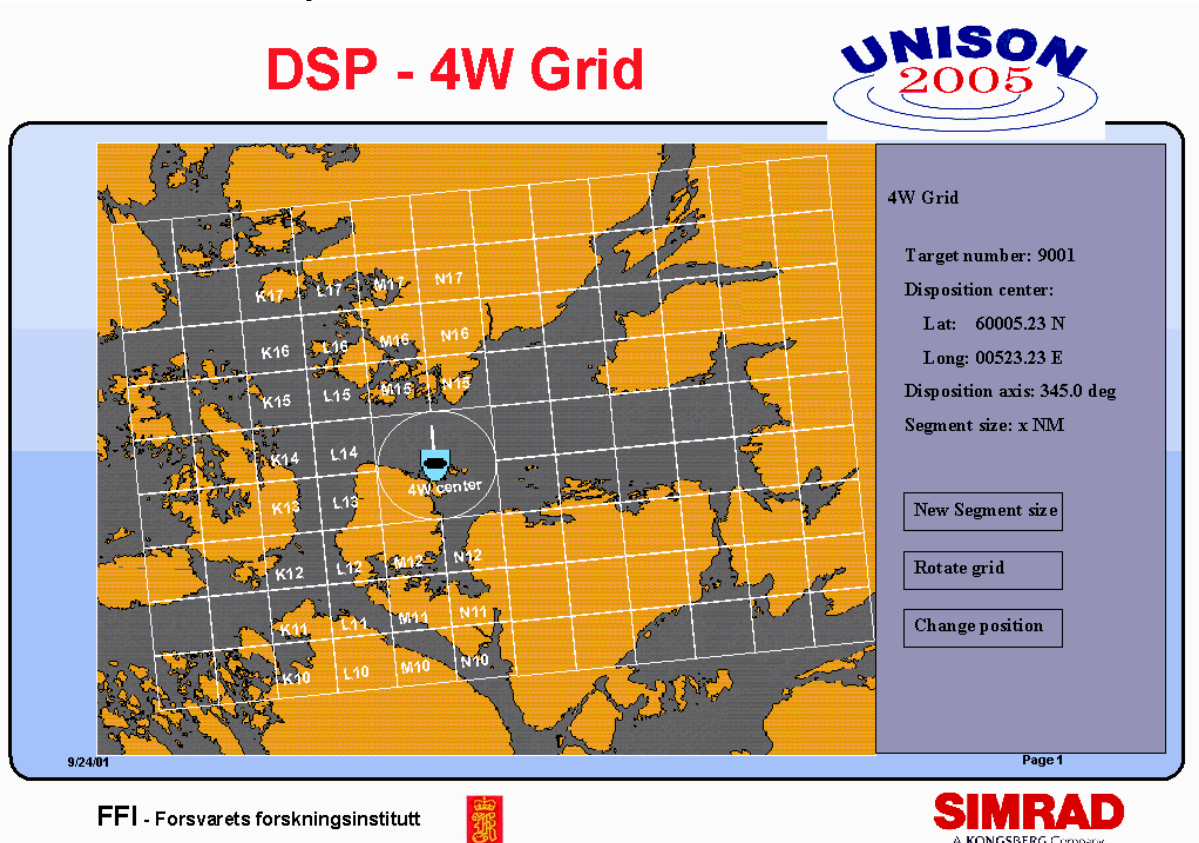 DSP - 4W Grid
UNISON
2005
4W Grid
Target number: 9001
Disposition center:
Lat: 60005.23 N
Long: 00523.23 E
Disposition axis: 345.0 deg
Segment size: x NM
New Segment size
Rotate grid
Change position
K17 L17 M17 N17
K16 L16 M16 N16
K15 L15 M15 N15
K14 L14
4W center
K13 L13
K12 L12 M12 N12
K11 L11 M11 N11
K10 L10 M10 N10
9/24/01
Page 1
FFI - Forsvarets forskningsinstitutt
SIMRAD
A KONGSBERG Company